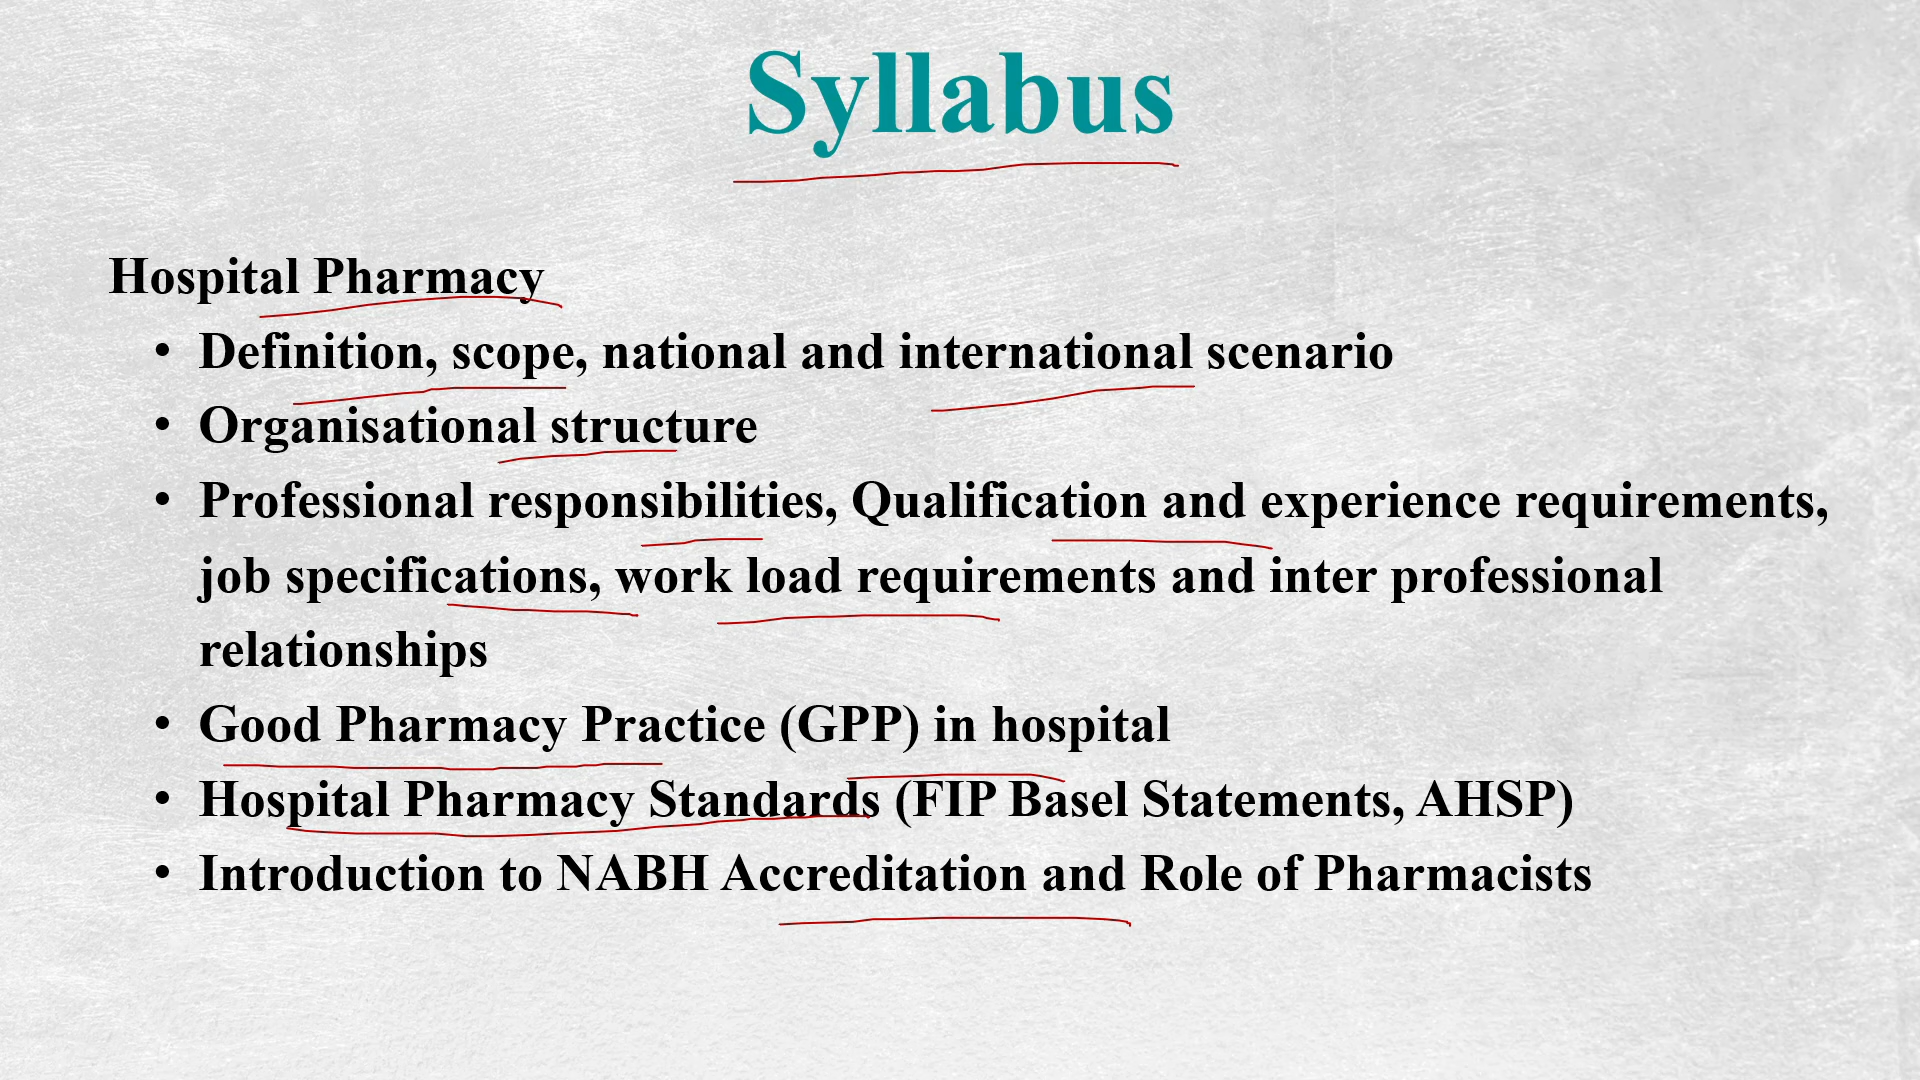 Syllabus
Hospital Pharmacy
• Definition, scope, national and international scenario
• Organisational structure
• Professional responsibilities, Qualification and experience requirements,
job specifications, work load requirements and inter professional
relationships
• Good Pharmacy Practice (GPP) in hospital
• Hospital Pharmacy Standards (FIP Basel Statements, AHSP)
• Introduction to NABH Accreditation and Role of Pharmacists